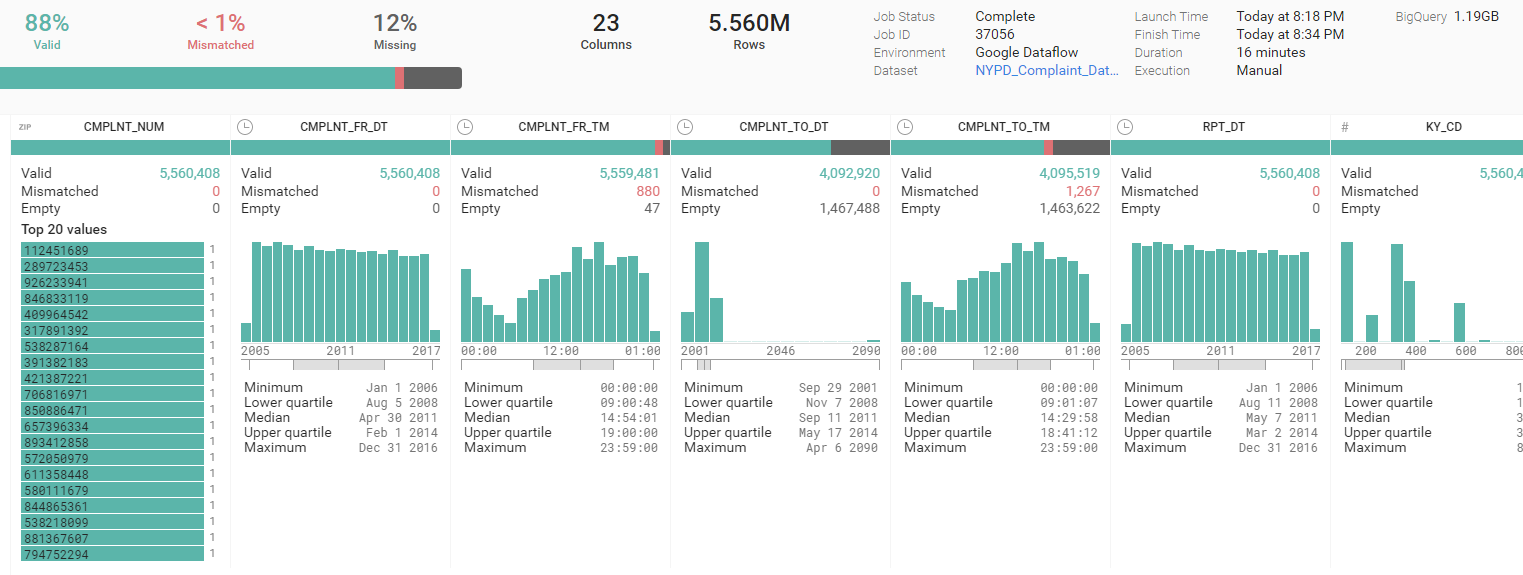 88% < 1% 12% 23 5.560M
Valid Mismatched Missing Columns Rows
Job Status Complete Launch Time Today at 8:18 PM BigQuery 1.19GB
Job ID 37056 Finish Time Today at 8:34 PM
Environment Google Dataflow Duration 16 minutes
Dataset NYPD_Complaint_Dat... Execution Manual
ZIP CMPLNT_NUM CMPLNT_FR_DT CMPLNT_FR_TM CMPLNT_TO_DT CMPLNT_TO_TM RPT_DT # KY_CD
Valid 5,560,408 Valid 5,560,408 Valid 5,559,481 Valid 4,092,920 Valid 4,095,519 Valid 5,560,408 Valid 5,560,4
Mismatched 0 Mismatched 0 Mismatched 880 Mismatched 0 Mismatched 1,267 Mismatched 0 Mismatched
Empty 0 Empty 0 Empty 47 Empty 1,467,488 Empty 1,463,622 Empty 0 Empty
Top 20 values
112451689 1
289723453 1
926233941 1
846833119 1
409964542 1
317891392 1
538287164 1
391382183 1
421387221 1
706816971 1
850886471 1
657396334 1
893412858 1
572050979 1
611358448 1
580111679 1
844865361 1
538218099 1
881367607 1
794752294 1
2005 2011 2017 00:00 12:00 01:00 2001 2046 2090 00:00 12:00 01:00 2005 2011 2017 200 400 600 800
Minimum Jan 1 2006 Minimum 00:00:00 Minimum Sep 29 2001 Minimum 00:00:00 Minimum Jan 1 2006 Minimum 1
Lower quartile Aug 5 2008 Lower quartile 09:00:48 Lower quartile Nov 7 2008 Lower quartile 09:01:07 Lower quartile Aug 11 2008 Lower quartile 1
Median Apr 30 2011 Median 14:54:01 Median Sep 11 2011 Median 14:29:58 Median May 7 2011 Median 3
Upper quartile Feb 1 2014 Upper quartile 19:00:00 Upper quartile May 17 2014 Upper quartile 18:41:12 Upper quartile Mar 2 2014 Upper quartile 3
Maximum Dec 31 2016 Maximum 23:59:00 Maximum Apr 6 2090 Maximum 23:59:00 Maximum Dec 31 2016 Maximum 8